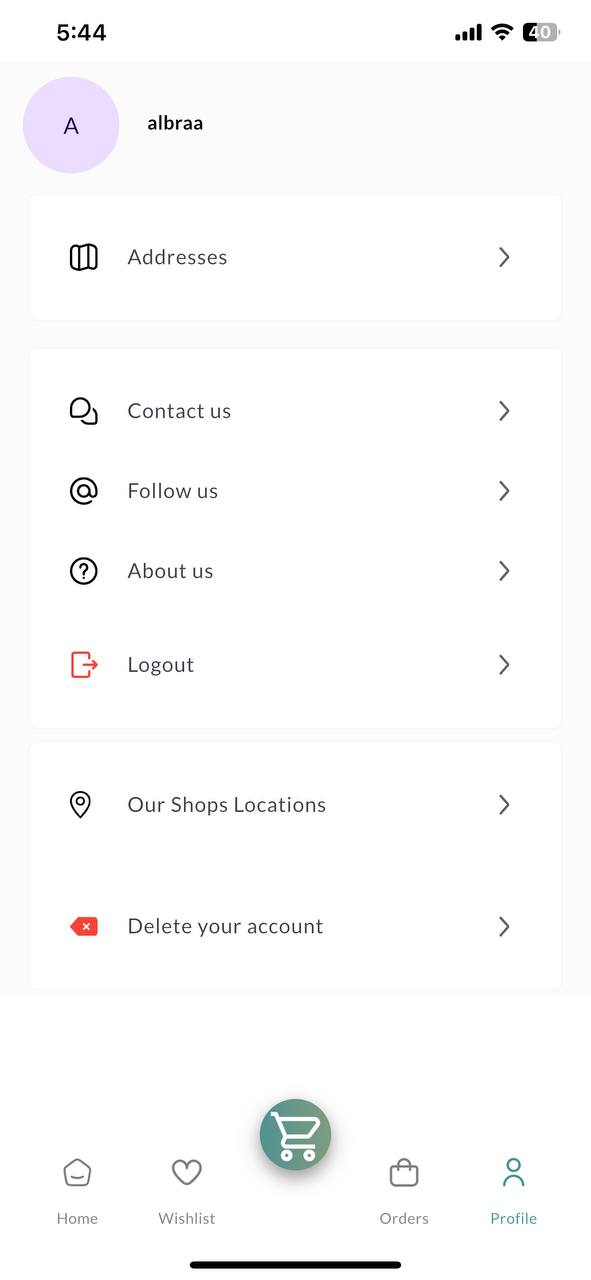 5:44
40
A
albraa
Addresses
Contact us
Follow us
About us
Logout
Our Shops Locations
Delete your account
Home
Wishlist
Orders
Profile